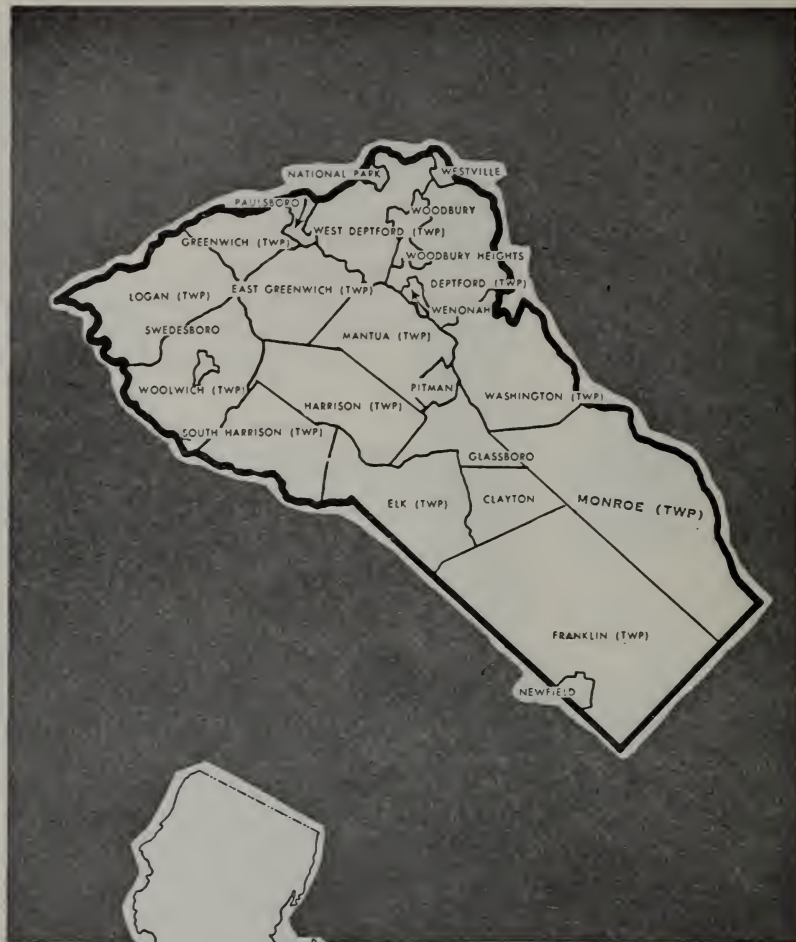 NATIONAL PARK
WESTVILLE
PAULSBORO
WOODBURY
GREENWICH (TWP)
WEST DEPTFORD (TWP)
WOODBURY HEIGHTS
DEPTFORD (TWP)
LOGAN (TWP)
EAST GREENWICH (TWP)
WENONAH
SWEDESBORO
MANTUA (TWP)
WOOLWICH (TWP)
PITMAN
WASHINGTON (TWP)
HARRISON (TWP)
SOUTH HARRISON (TWP)
GLASSBORO
ELK (TWP)
CLAYTON
MONROE (TWP)
FRANKLIN (TWP)
NEWFIELD